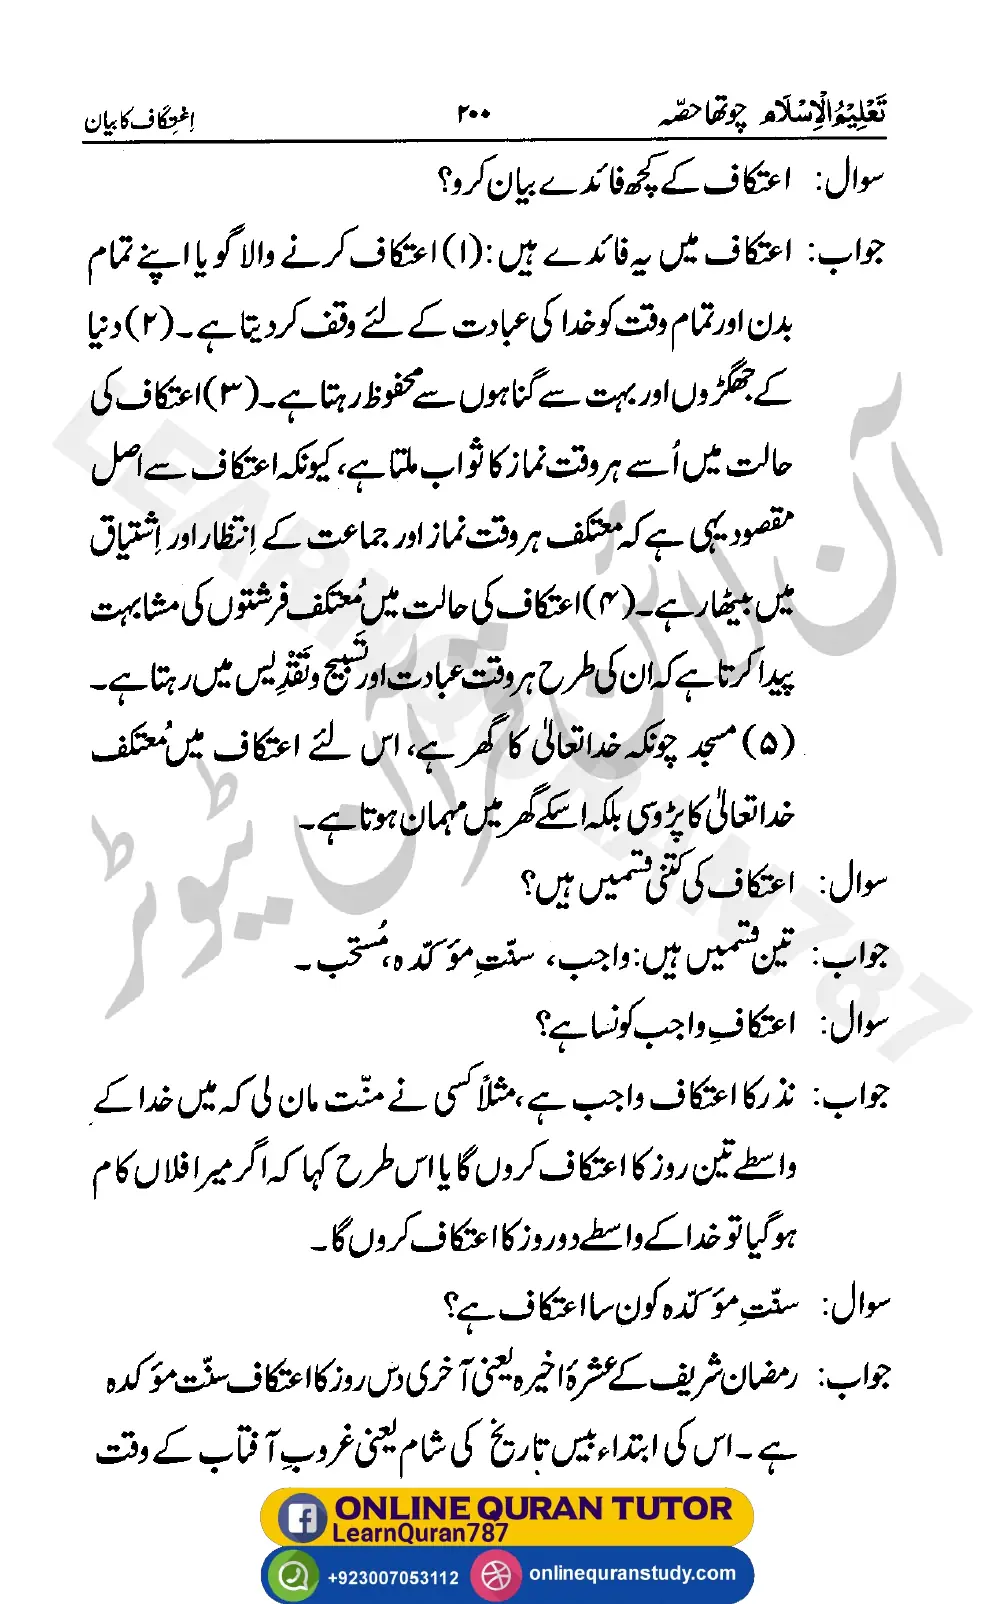 تَعْلِیْمُ الْاِسْلَام چوتھا حصّہ ۲۰۰ اِعْتِکَاف کا بیان
سوال: اعتکاف کے کچھ فائدے بیان کرو؟
جواب: اعتکاف میں یہ فائدے ہیں: (۱) اعتکاف کرنے والا گویا اپنے تمام
بدن اور تمام وقت کو خدا کی عبادت کے لئے وقف کر دیتا ہے۔ (۲) دنیا
کے جھگڑوں اور بہت سے گناہوں سے محفوظ رہتا ہے۔ (۳) اعتکاف کی
حالت میں اُسے ہر وقت نماز کا ثواب ملتا ہے، کیونکہ اعتکاف سے اصل
مقصود یہی ہے کہ معتکف ہر وقت نماز اور جماعت کے اِنتظار اور اِشتیاق
میں بیٹھا رہے۔ (۴) اعتکاف کی حالت میں مُعتکف فرشتوں کی مشابہت
پیدا کرتا ہے کہ ان کی طرح ہر وقت عبادت اور تَسبیح و تَقْدِیس میں رہتا ہے۔
(۵) مسجد چونکہ خدا تعالیٰ کا گھر ہے، اس لئے اعتکاف میں مُعتکف
خدا تعالیٰ کا پڑوسی بلکہ اسکے گھر میں مہمان ہوتا ہے۔
سوال: اعتکاف کی کتنی قسمیں ہیں؟
جواب: تین قسمیں ہیں: واجب، سنّتِ مؤکّدہ، مُستحب۔
سوال: اعتکافِ واجب کونسا ہے؟
جواب: نذر کا اعتکاف واجب ہے، مثلاً کسی نے منّت مان لی کہ میں خدا کے
واسطے تین روز کا اعتکاف کروں گا یا اس طرح کہا کہ اگر میرا فلاں کام
ہو گیا تو خدا کے واسطے دو روز کا اعتکاف کروں گا۔
سوال: سنّتِ مؤکّدہ کون سا اعتکاف ہے؟
جواب: رمضان شریف کے عشرۂ اخیرہ یعنی آخری دس روز کا اعتکاف سنّت مؤکدہ
ہے۔ اس کی ابتداء بیس تاریخ کی شام یعنی غروبِ آفتاب کے وقت
آن لائن قرآن ٹیوٹر
LEARNQURAN787
ONLINE QURAN TUTOR
LearnQuran787
+923007053112 onlinequranstudy.com